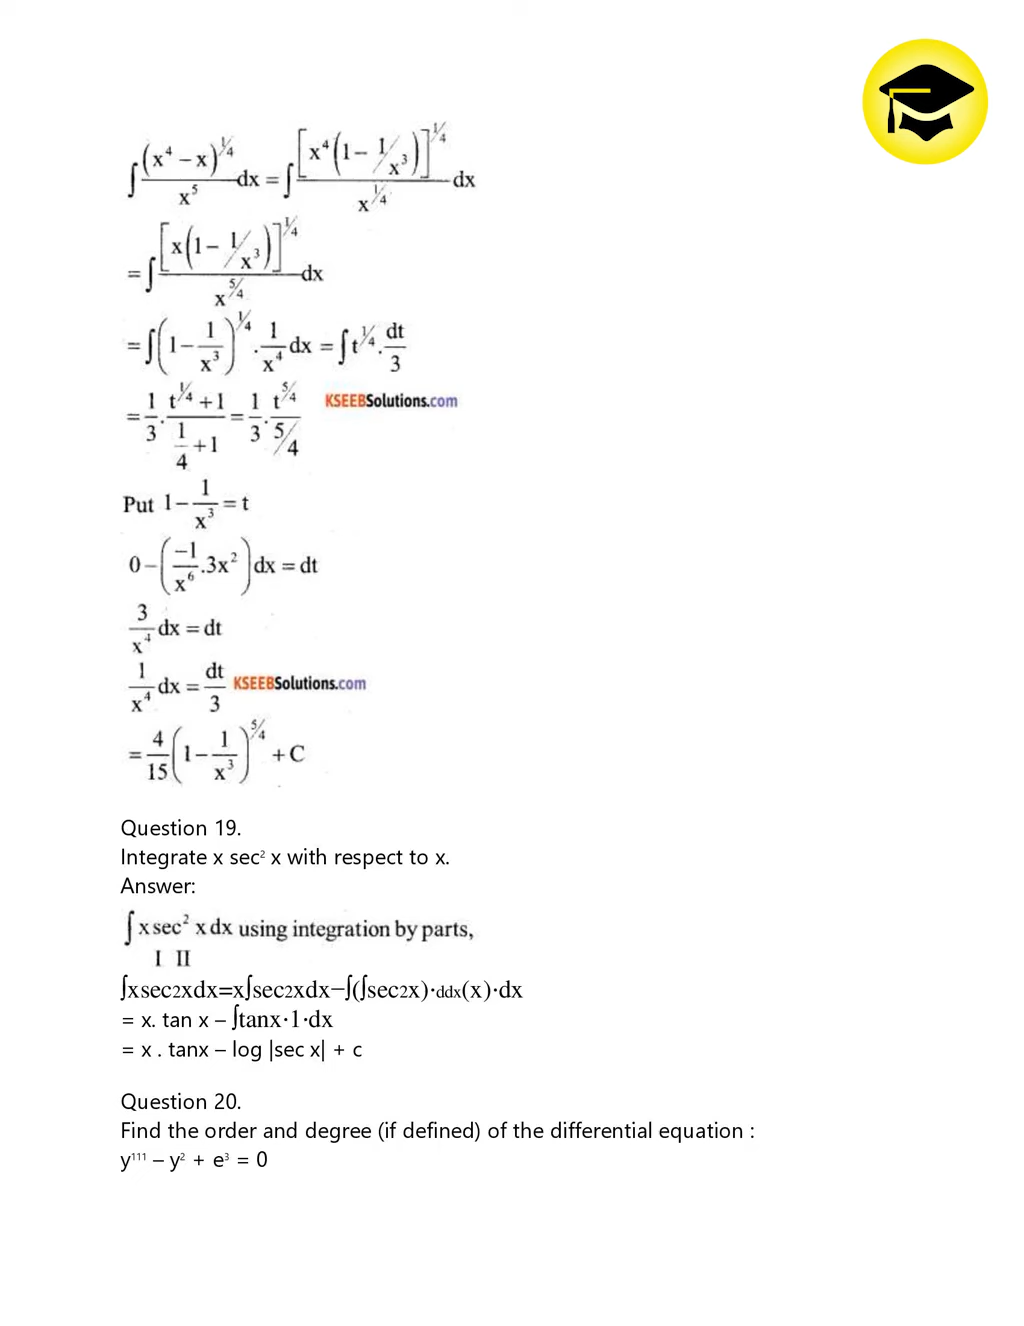 ∫ (x⁴ – x)^¼ / x⁵ dx = ∫ [x⁴(1 – 1/x³)]^¼ / x^¼ dx
= ∫ [x(1 – 1/x³)]^¼ / x^5/4 dx
= ∫ (1 – 1/x³)^¼ . 1/x⁴ dx = ∫ t^¼ . dt/3
= 1/3 . t^¼ + 1 / (1/4 + 1) = 1/3 . t^5/4 / 5/4 KSEEBSolutions.com
Put 1 – 1/x³ = t
0 – (–1/x⁶ .3x²) dx = dt
3/x⁴ dx = dt
1/x⁴ dx = dt/3 KSEEBSolutions.com
= 4/15 (1 – 1/x³)^5/4 + C
Question 19.
Integrate x sec² x with respect to x.
Answer:
∫ x sec² x dx using integration by parts,
I II
∫xsec2xdx=x∫sec2xdx−∫(∫sec2x)⋅ddx(x)⋅dx
= x. tan x – ∫tanx⋅1⋅dx
= x . tanx – log |sec x| + c
Question 20.
Find the order and degree (if defined) of the differential equation :
y¹¹¹ – y² + e³ = 0